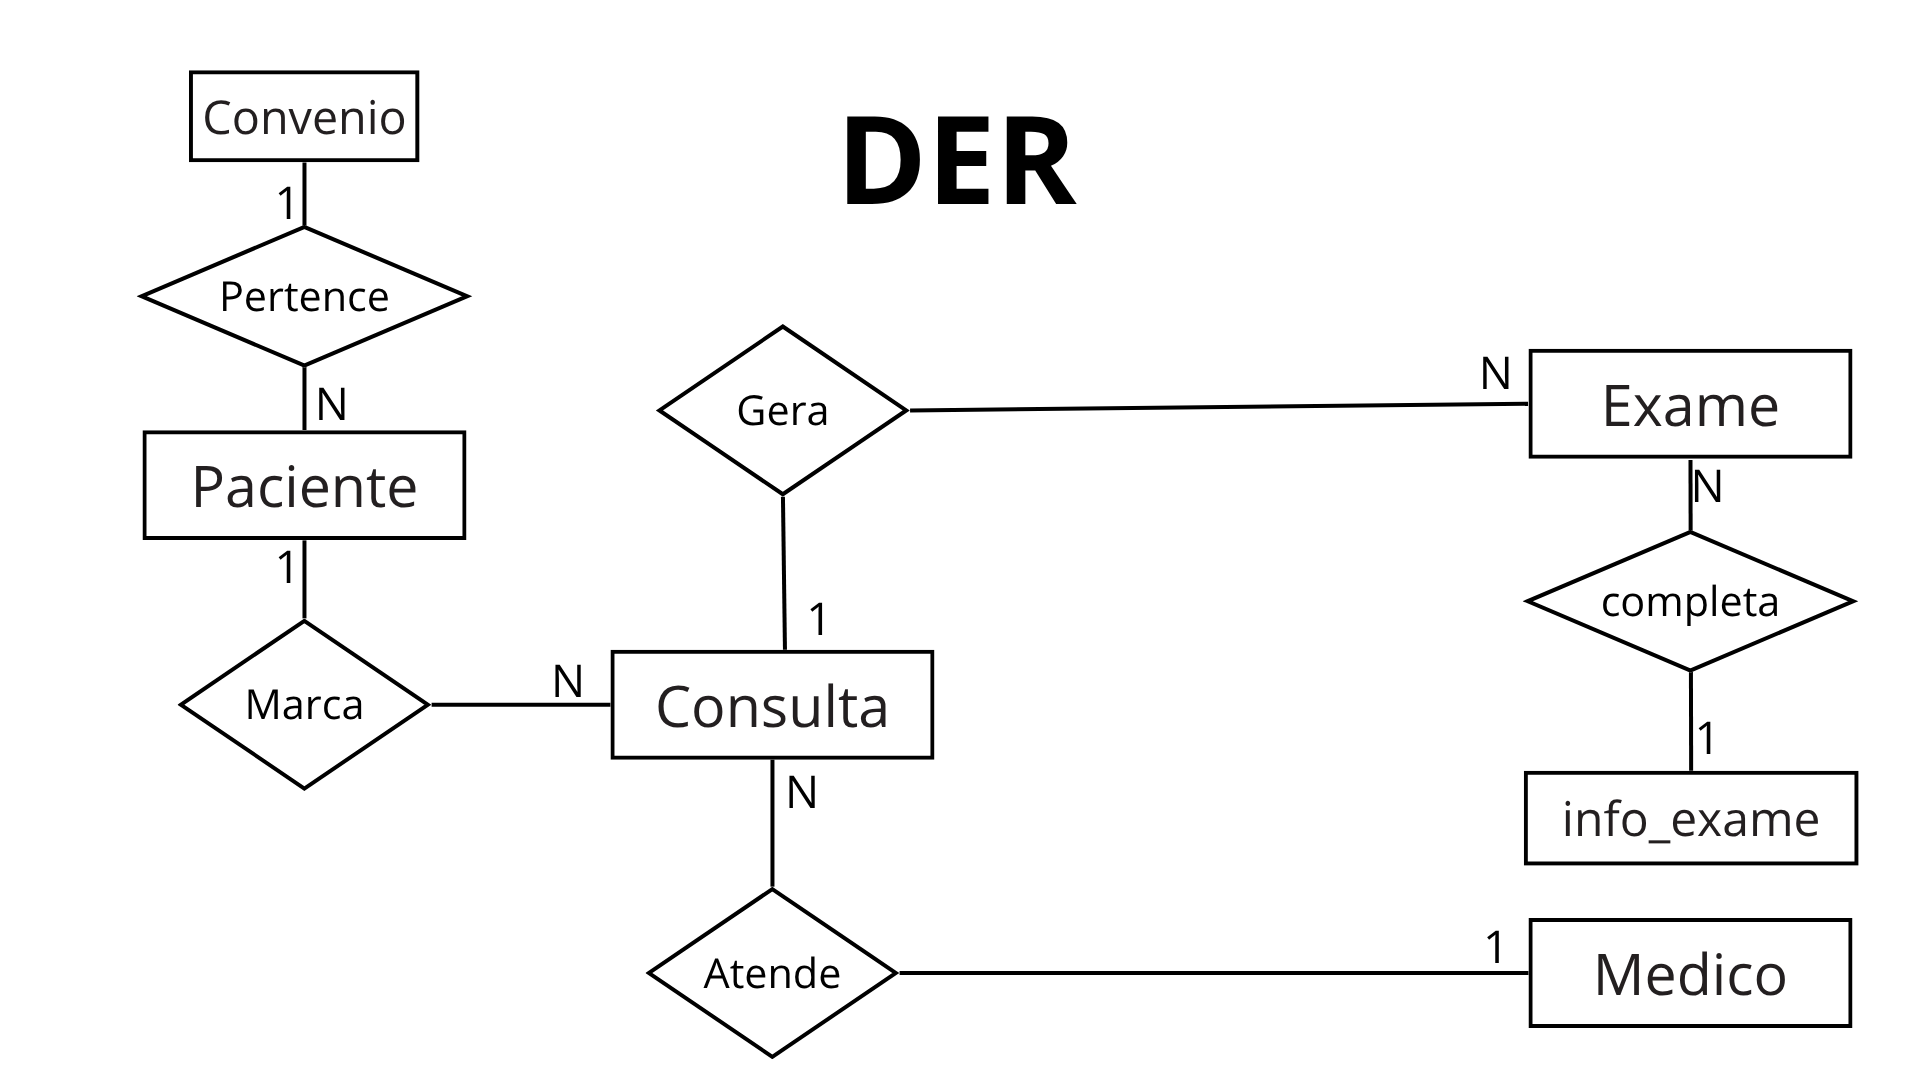 Convenio
DER
1
Pertence
N
Paciente
1
Marca
N
Gera
N
1
Consulta
N
Atende
1
Exame
N
completa
1
info_exame
Medico